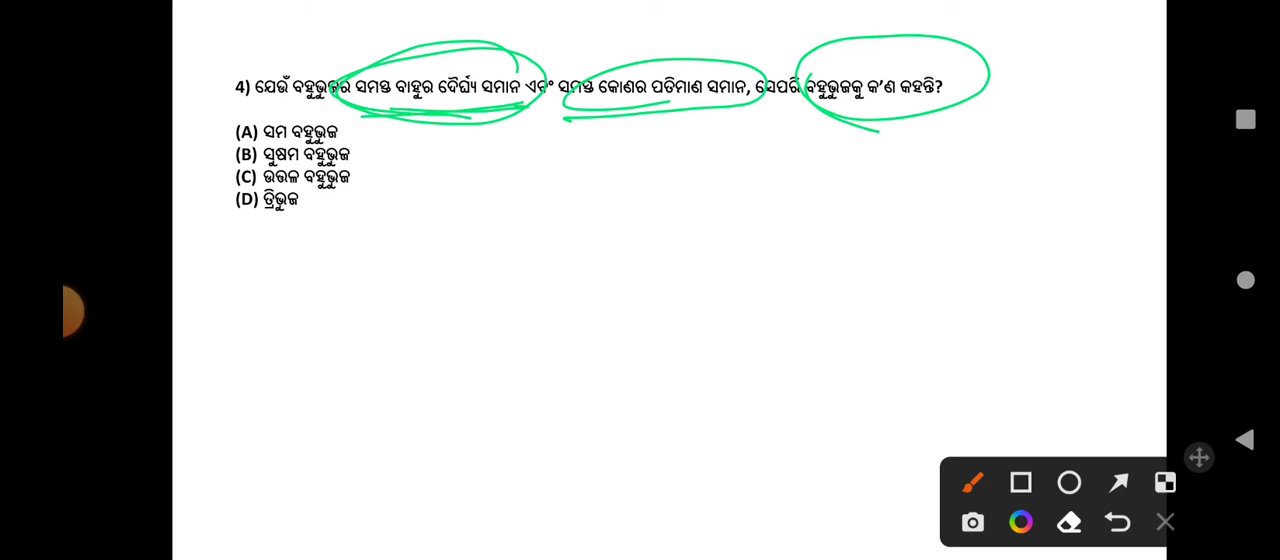 4) ଯେଉଁ ବହୁଭୁଜର ସମସ୍ତ ବାହୁର ଦୈର୍ଘ୍ୟ ସମାନ ଏବଂ ସମସ୍ତ କୋଣର ପରିମାଣ ସମାନ, ସେପରି ବହୁଭୁଜକୁ କ'ଣ କହନ୍ତି?
(A) ସମ ବହୁଭୁଜ
(B) ସୁଷମ ବହୁଭୁଜ
(C) ଉତ୍ତଳ ବହୁଭୁଜ
(D) ତ୍ରିଭୁଜ